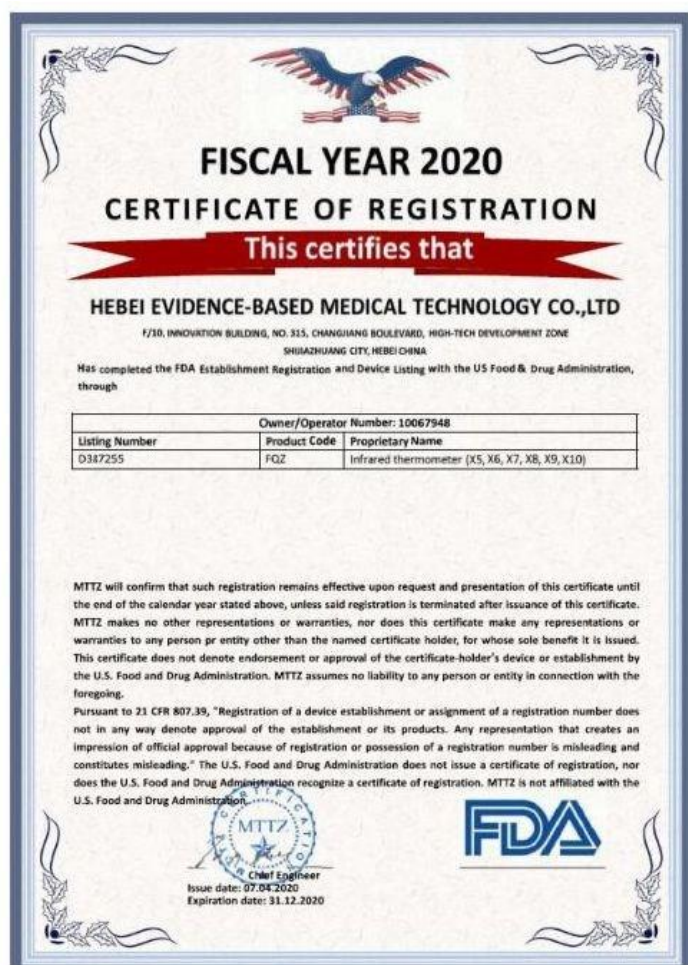 FISCAL YEAR 2020
CERTIFICATE OF REGISTRATION
This certifies that
HEBEI EVIDENCE-BASED MEDICAL TECHNOLOGY CO.,LTD
F/10, INNOVATION BUILDING, NO. 315, CHANGJIANG BOULEVARD, HIGH-TECH DEVELOPMENT ZONE
SHIJIAZHUANG CITY, HEBEI CHINA
Has completed the FDA Establishment Registration and Device Listing with the US Food & Drug Administration,
through
Owner/Operator Number: 10067948
Listing Number Product Code Proprietary Name
D387255 FQZ Infrared thermometer (X5, X6, X7, X8, X9, X10)
MTTZ will confirm that such registration remains effective upon request and presentation of this certificate until
the end of the calendar year stated above, unless said registration is terminated after issuance of this certificate.
MTTZ makes no other representations or warranties, nor does this certificate make any representations or
warranties to any person pr entity other than the named certificate holder, for whose sole benefit it is issued.
This certificate does not denote endorsement or approval of the certificate-holder's device or establishment by
the U.S. Food and Drug Administration. MTTZ assumes no liability to any person or entity in connection with the
foregoing.
Pursuant to 21 CFR 807.39, "Registration of a device establishment or assignment of a registration number does
not in any way denote approval of the establishment or its products. Any representation that creates an
impression of official approval because of registration or possession of a registration number is misleading and
constitutes misleading." The U.S. Food and Drug Administration does not issue a certificate of registration, nor
does the U.S. Food and Drug Administration recognize a certificate of registration. MTTZ is not affiliated with the
U.S. Food and Drug Administration.
MTTZ
FDA
Chief Engineer
Issue date: 07.04.2020
Expiration date: 31.12.2020